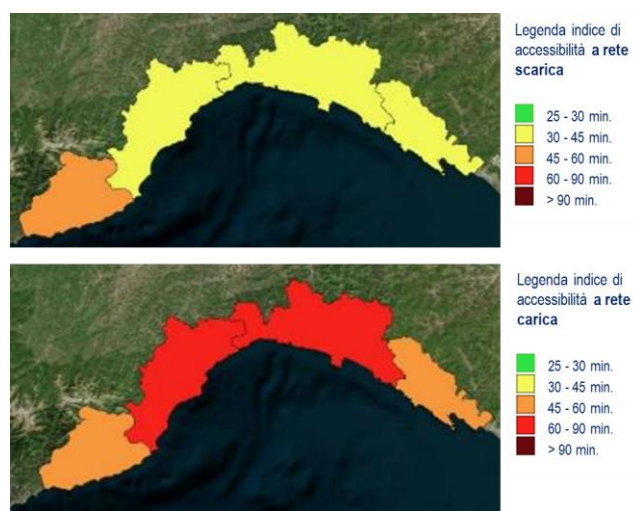 Legenda indice di
accessibilità a rete
scarica
25 - 30 min.
30 - 45 min.
45 - 60 min.
60 - 90 min.
> 90 min.
Legenda indice di
accessibilità a rete
carica
25 - 30 min.
30 - 45 min.
45 - 60 min.
60 - 90 min.
> 90 min.